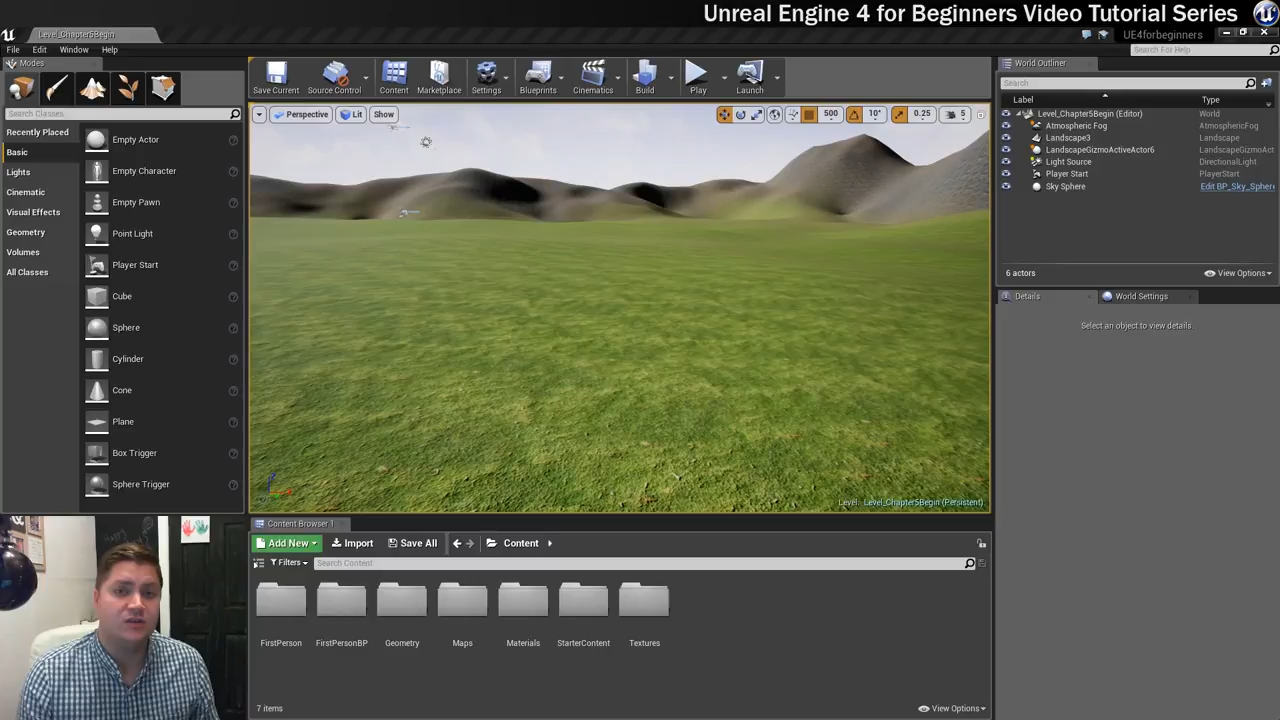 Unreal Engine 4 for Beginners Video Tutorial Series
Level_Chapter5Begin
UE4forbeginners
File Edit Window Help
Search For Help
Modes
Save Current Source Control Content Marketplace Settings Blueprints Cinematics Build Play Launch
World Outliner
Search
Search Classes
Perspective Lit Show 500 10° 0.25 5
Label Type
Recently Placed
Basic
Lights
Cinematic
Visual Effects
Geometry
Volumes
All Classes
Empty Actor
Empty Character
Empty Pawn
Point Light
Player Start
Cube
Sphere
Cylinder
Cone
Plane
Box Trigger
Sphere Trigger
Level_Chapter5Begin (Editor) World
Atmospheric Fog AtmosphericFog
Landscape3 Landscape
LandscapeGizmoActiveActor6 LandscapeGizmoAct
Light Source DirectionalLight
Player Start PlayerStart
Sky Sphere Edit BP_Sky_Sphere
6 actors View Options
Details World Settings
Select an object to view details.
Level: Level_Chapter5Begin (Persistent)
Content Browser 1
Add New Import Save All Content
Filters Search Content
FirstPerson FirstPersonBP Geometry Maps Materials StarterContent Textures
7 items View Options